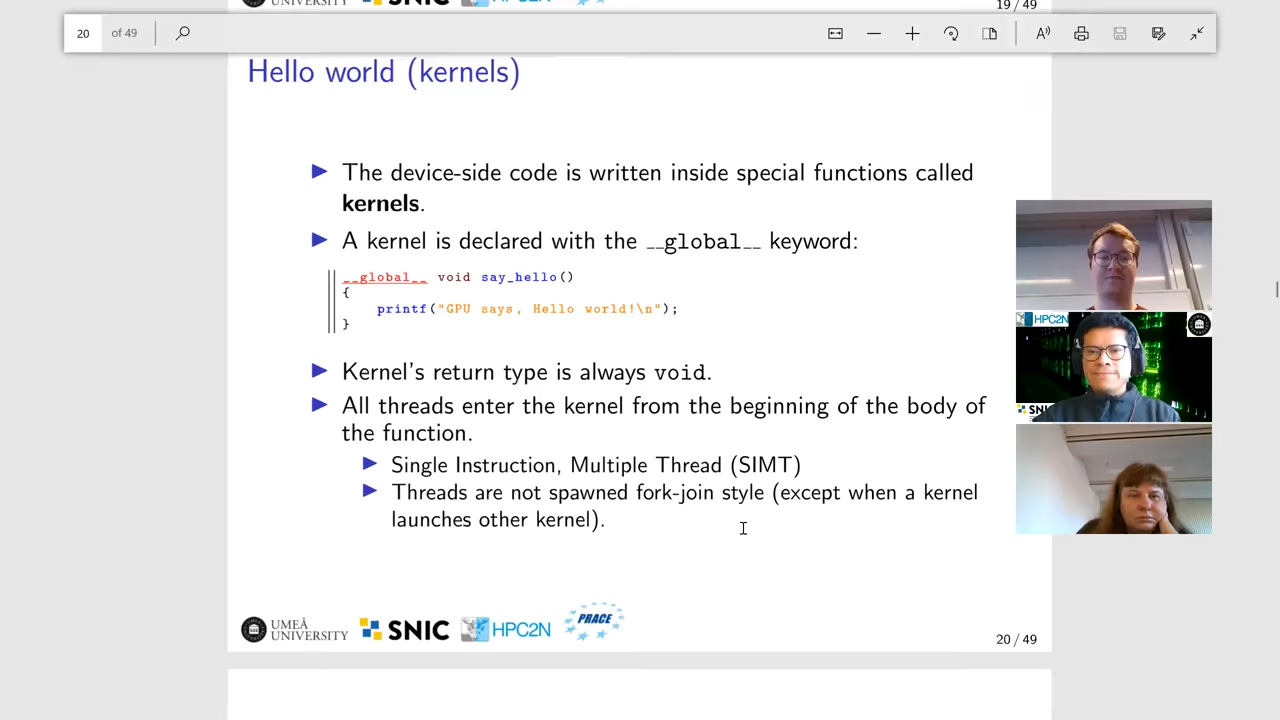 UNIVERSITY SNIC HPC2N
19 / 49
20 of 49
Hello world (kernels)
The device-side code is written inside special functions called
kernels.
A kernel is declared with the __global__ keyword:
__global__ void say_hello()
{
printf("GPU says, Hello world!\n");
}
Kernel's return type is always void.
All threads enter the kernel from the beginning of the body of
the function.
Single Instruction, Multiple Thread (SIMT)
Threads are not spawned fork-join style (except when a kernel
launches other kernel).
HPC2N
SNIC
UMEÅ
UNIVERSITY
SNIC
HPC2N
PRACE
20 / 49